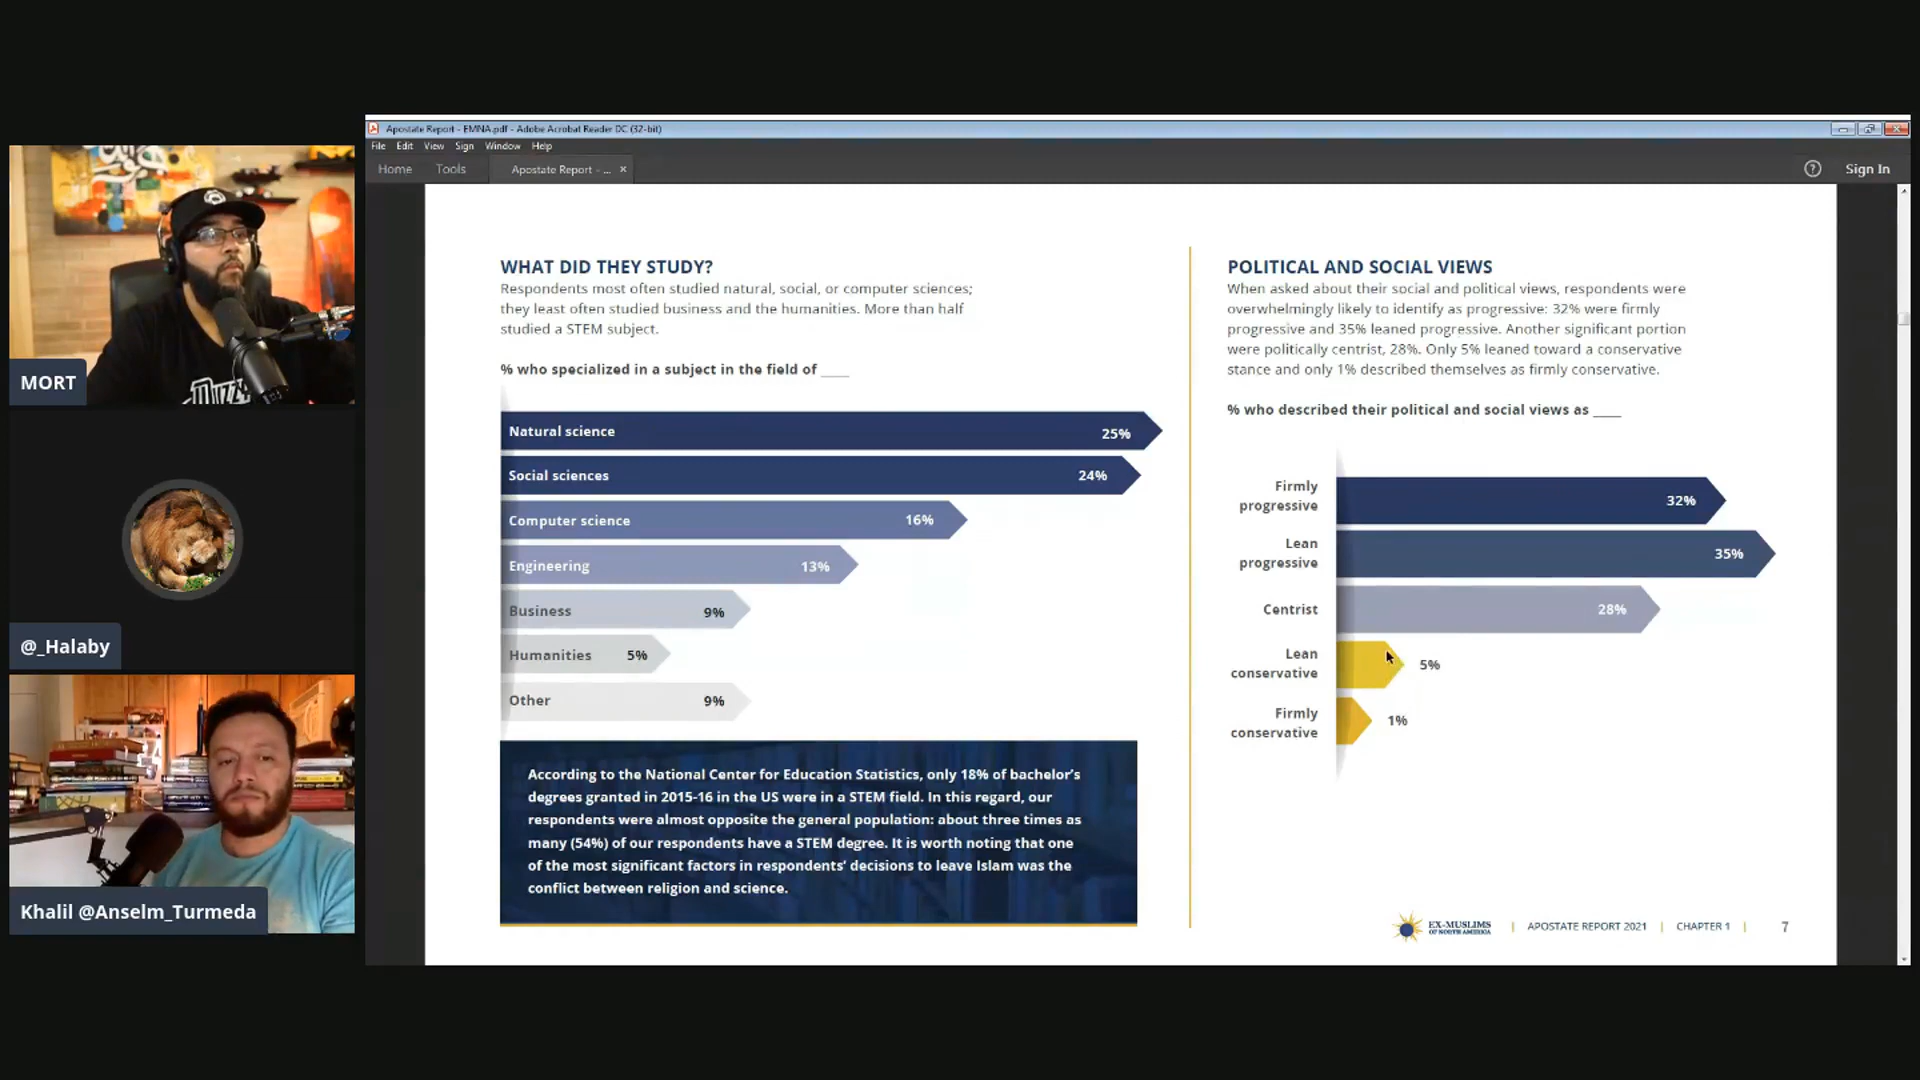 Apostate Report - EMNA.pdf - Adobe Acrobat Reader DC (32-bit)
File Edit View Sign Window Help
Home Tools Apostate Report - ... ×
? Sign In
MORT
@_Halaby
Khalil @Anselm_Turmeda
WHAT DID THEY STUDY?
Respondents most often studied natural, social, or computer sciences;
they least often studied business and the humanities. More than half
studied a STEM subject.
% who specialized in a subject in the field of ____
Natural science 25%
Social sciences 24%
Computer science 16%
Engineering 13%
Business 9%
Humanities 5%
Other 9%
According to the National Center for Education Statistics, only 18% of bachelor's
degrees granted in 2015-16 in the US were in a STEM field. In this regard, our
respondents were almost opposite the general population: about three times as
many (54%) of our respondents have a STEM degree. It is worth noting that one
of the most significant factors in respondents' decisions to leave Islam was the
conflict between religion and science.
POLITICAL AND SOCIAL VIEWS
When asked about their social and political views, respondents were
overwhelmingly likely to identify as progressive: 32% were firmly
progressive and 35% leaned progressive. Another significant portion
were politically centrist, 28%. Only 5% leaned toward a conservative
stance and only 1% described themselves as firmly conservative.
% who described their political and social views as ____
Firmly
progressive 32%
Lean
progressive 35%
Centrist 28%
Lean
conservative 5%
Firmly
conservative 1%
EX-MUSLIMS
OF NORTH AMERICA
| APOSTATE REPORT 2021 | CHAPTER 1 | 7